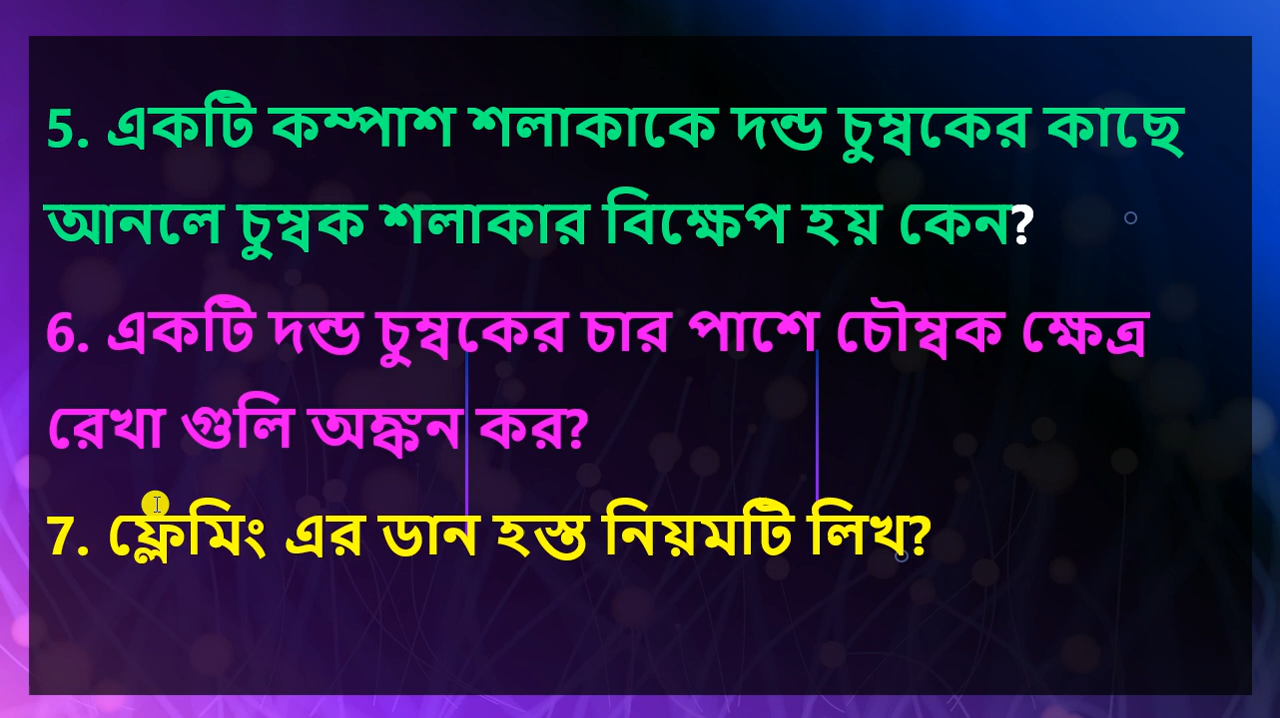 5. একটি কম্পাশ শলাকাকে দন্ড চুম্বকের কাছে
আনলে চুম্বক শলাকার বিক্ষেপ হয় কেন?
6. একটি দন্ড চুম্বকের চার পাশে চৌম্বক ক্ষেত্র
রেখা গুলি অঙ্কন কর?
7. ফ্লেমিং এর ডান হস্ত নিয়মটি লিখ?